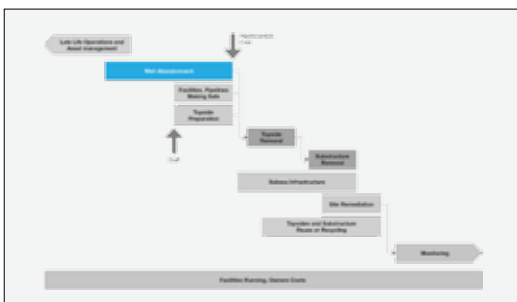 Late Life Operations and
Asset management
Well Abandonment
Facilities, Pipelines
Making Safe
Topside
Preparation
Topside
Removal
Substructure
Removal
Subsea Infrastructure
Site Remediation
Topsides and Substructure
Reuse or Recycling
Monitoring
Facilities Running, Owners Costs